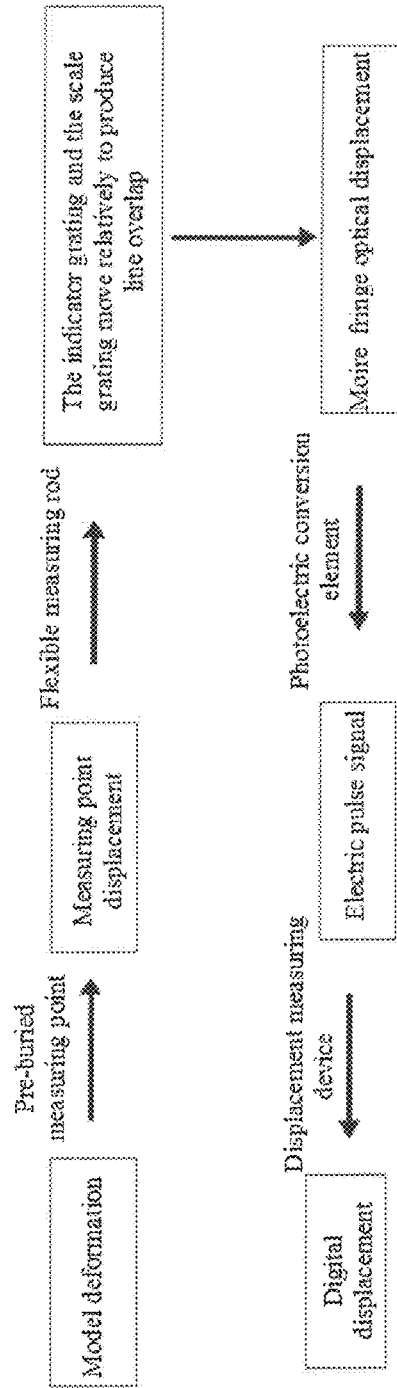 Model deformation
Pre-buried
measuring point
Measuring point
displacement
Flexible measuring rod
The indicator grating and the scale
grating move relatively to produce
line overlap
Moire fringe optical displacement
Photoelectric conversion
element
Electric pulse signal
Displacement measuring
device
Digital
displacement